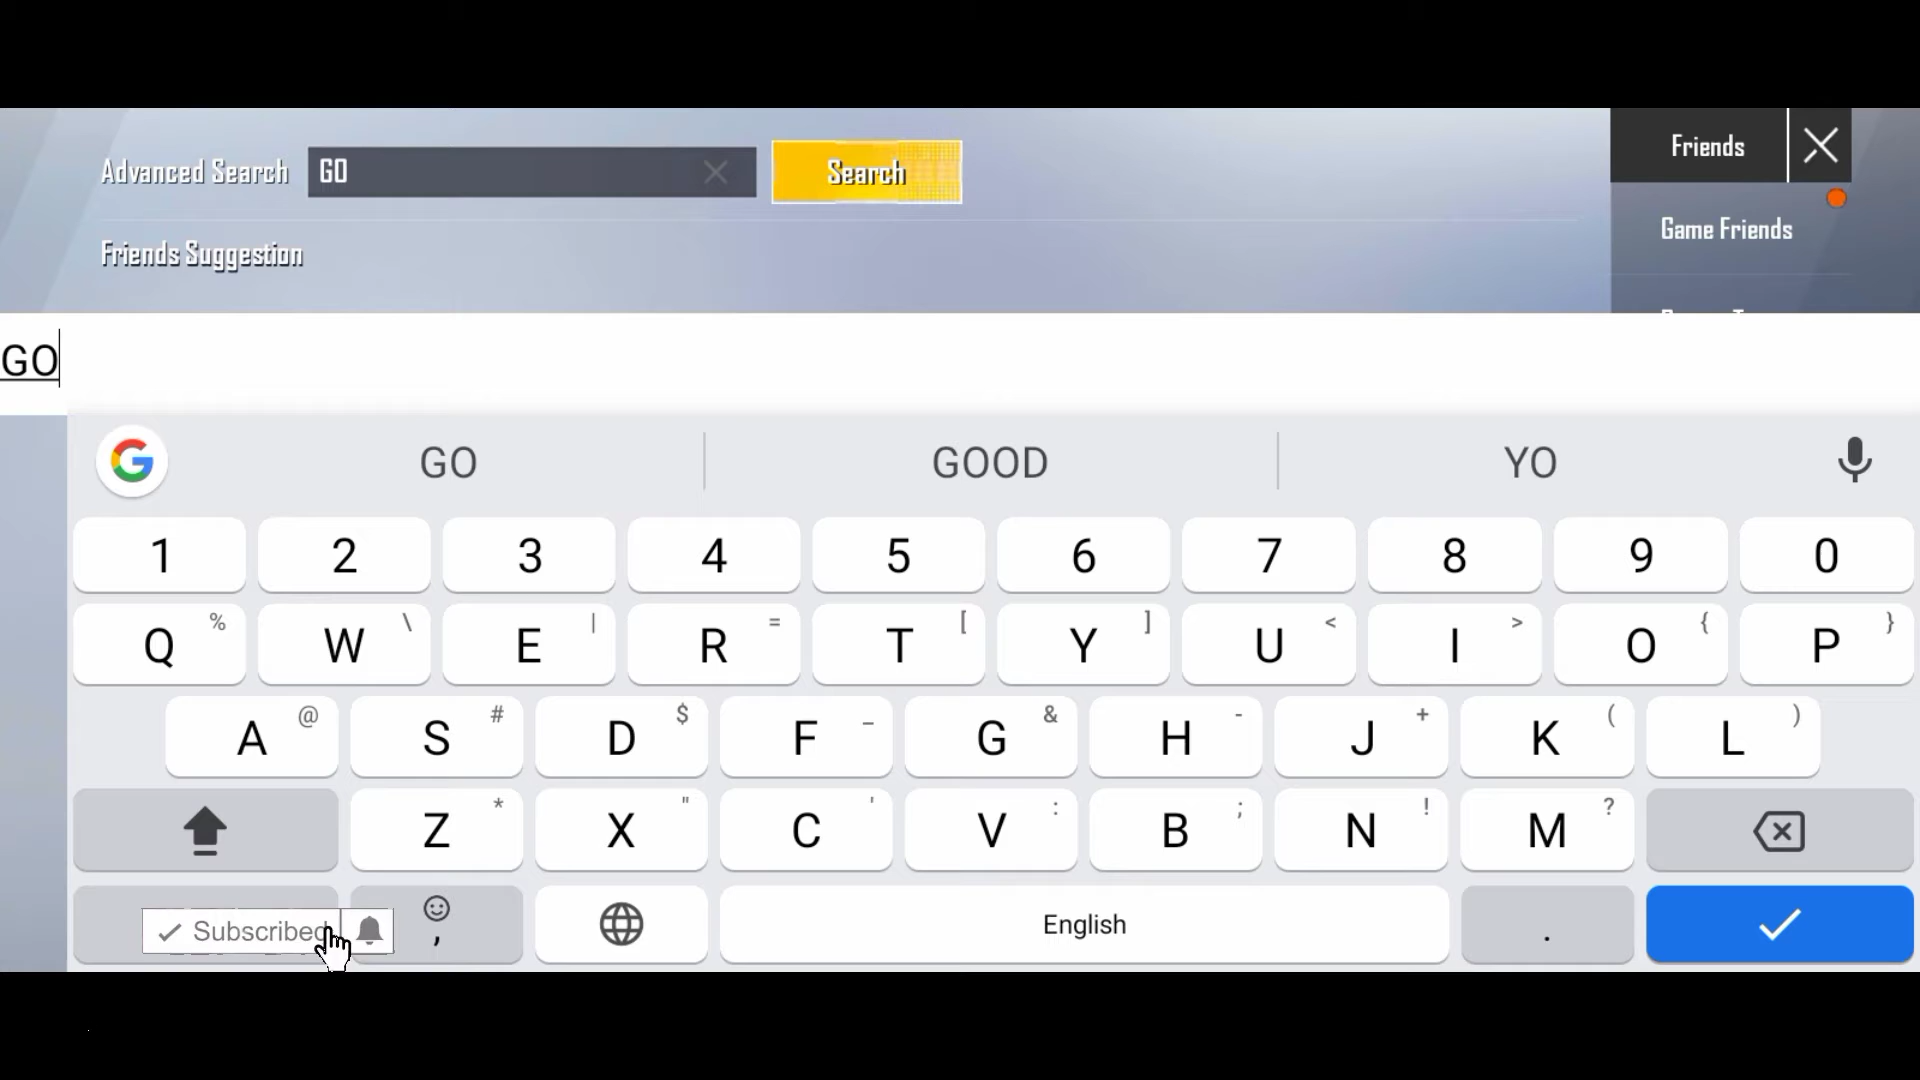 Advanced Search GO Search Friends
Game Friends
Friends Suggestion
GO
GO GOOD YO
1 2 3 4 5 6 7 8 9 0
Q % W \ E | R = T [ Y ] U < I > O { P }
A @ S # D $ F _ G & H - J + K ( L )
Z * X " C ' V : B ; N ! M ?
Subscribed , English .